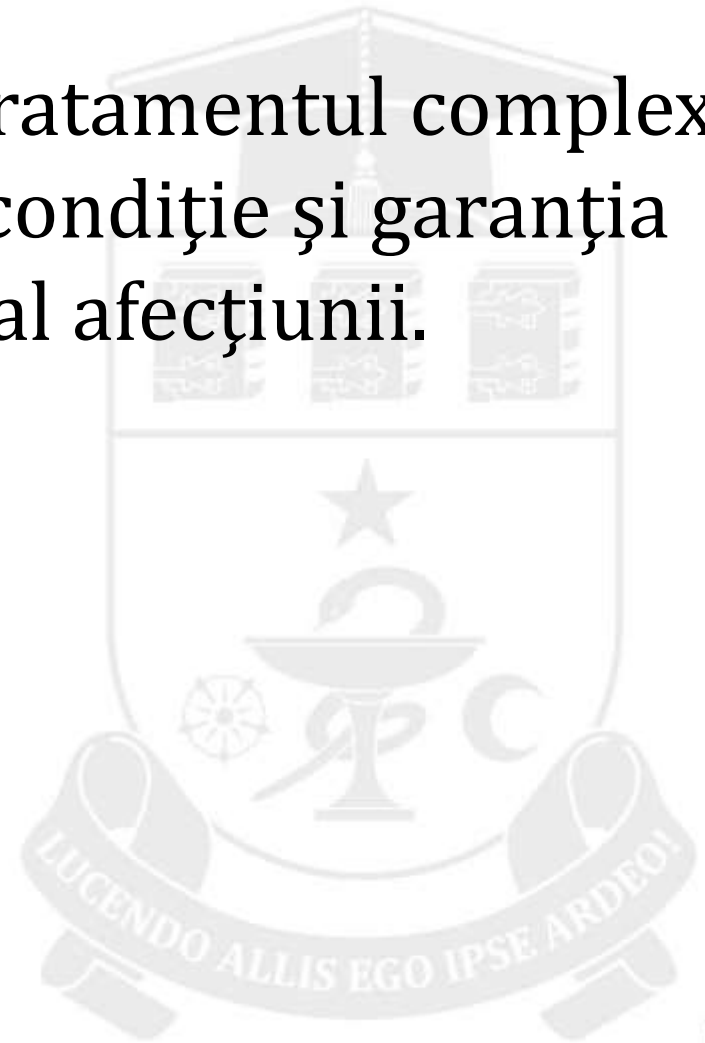 ratamentul complex
condiţie şi garanţia
al afecţiunii.
LUCENDO ALLIS EGO IPSE ARDEO!